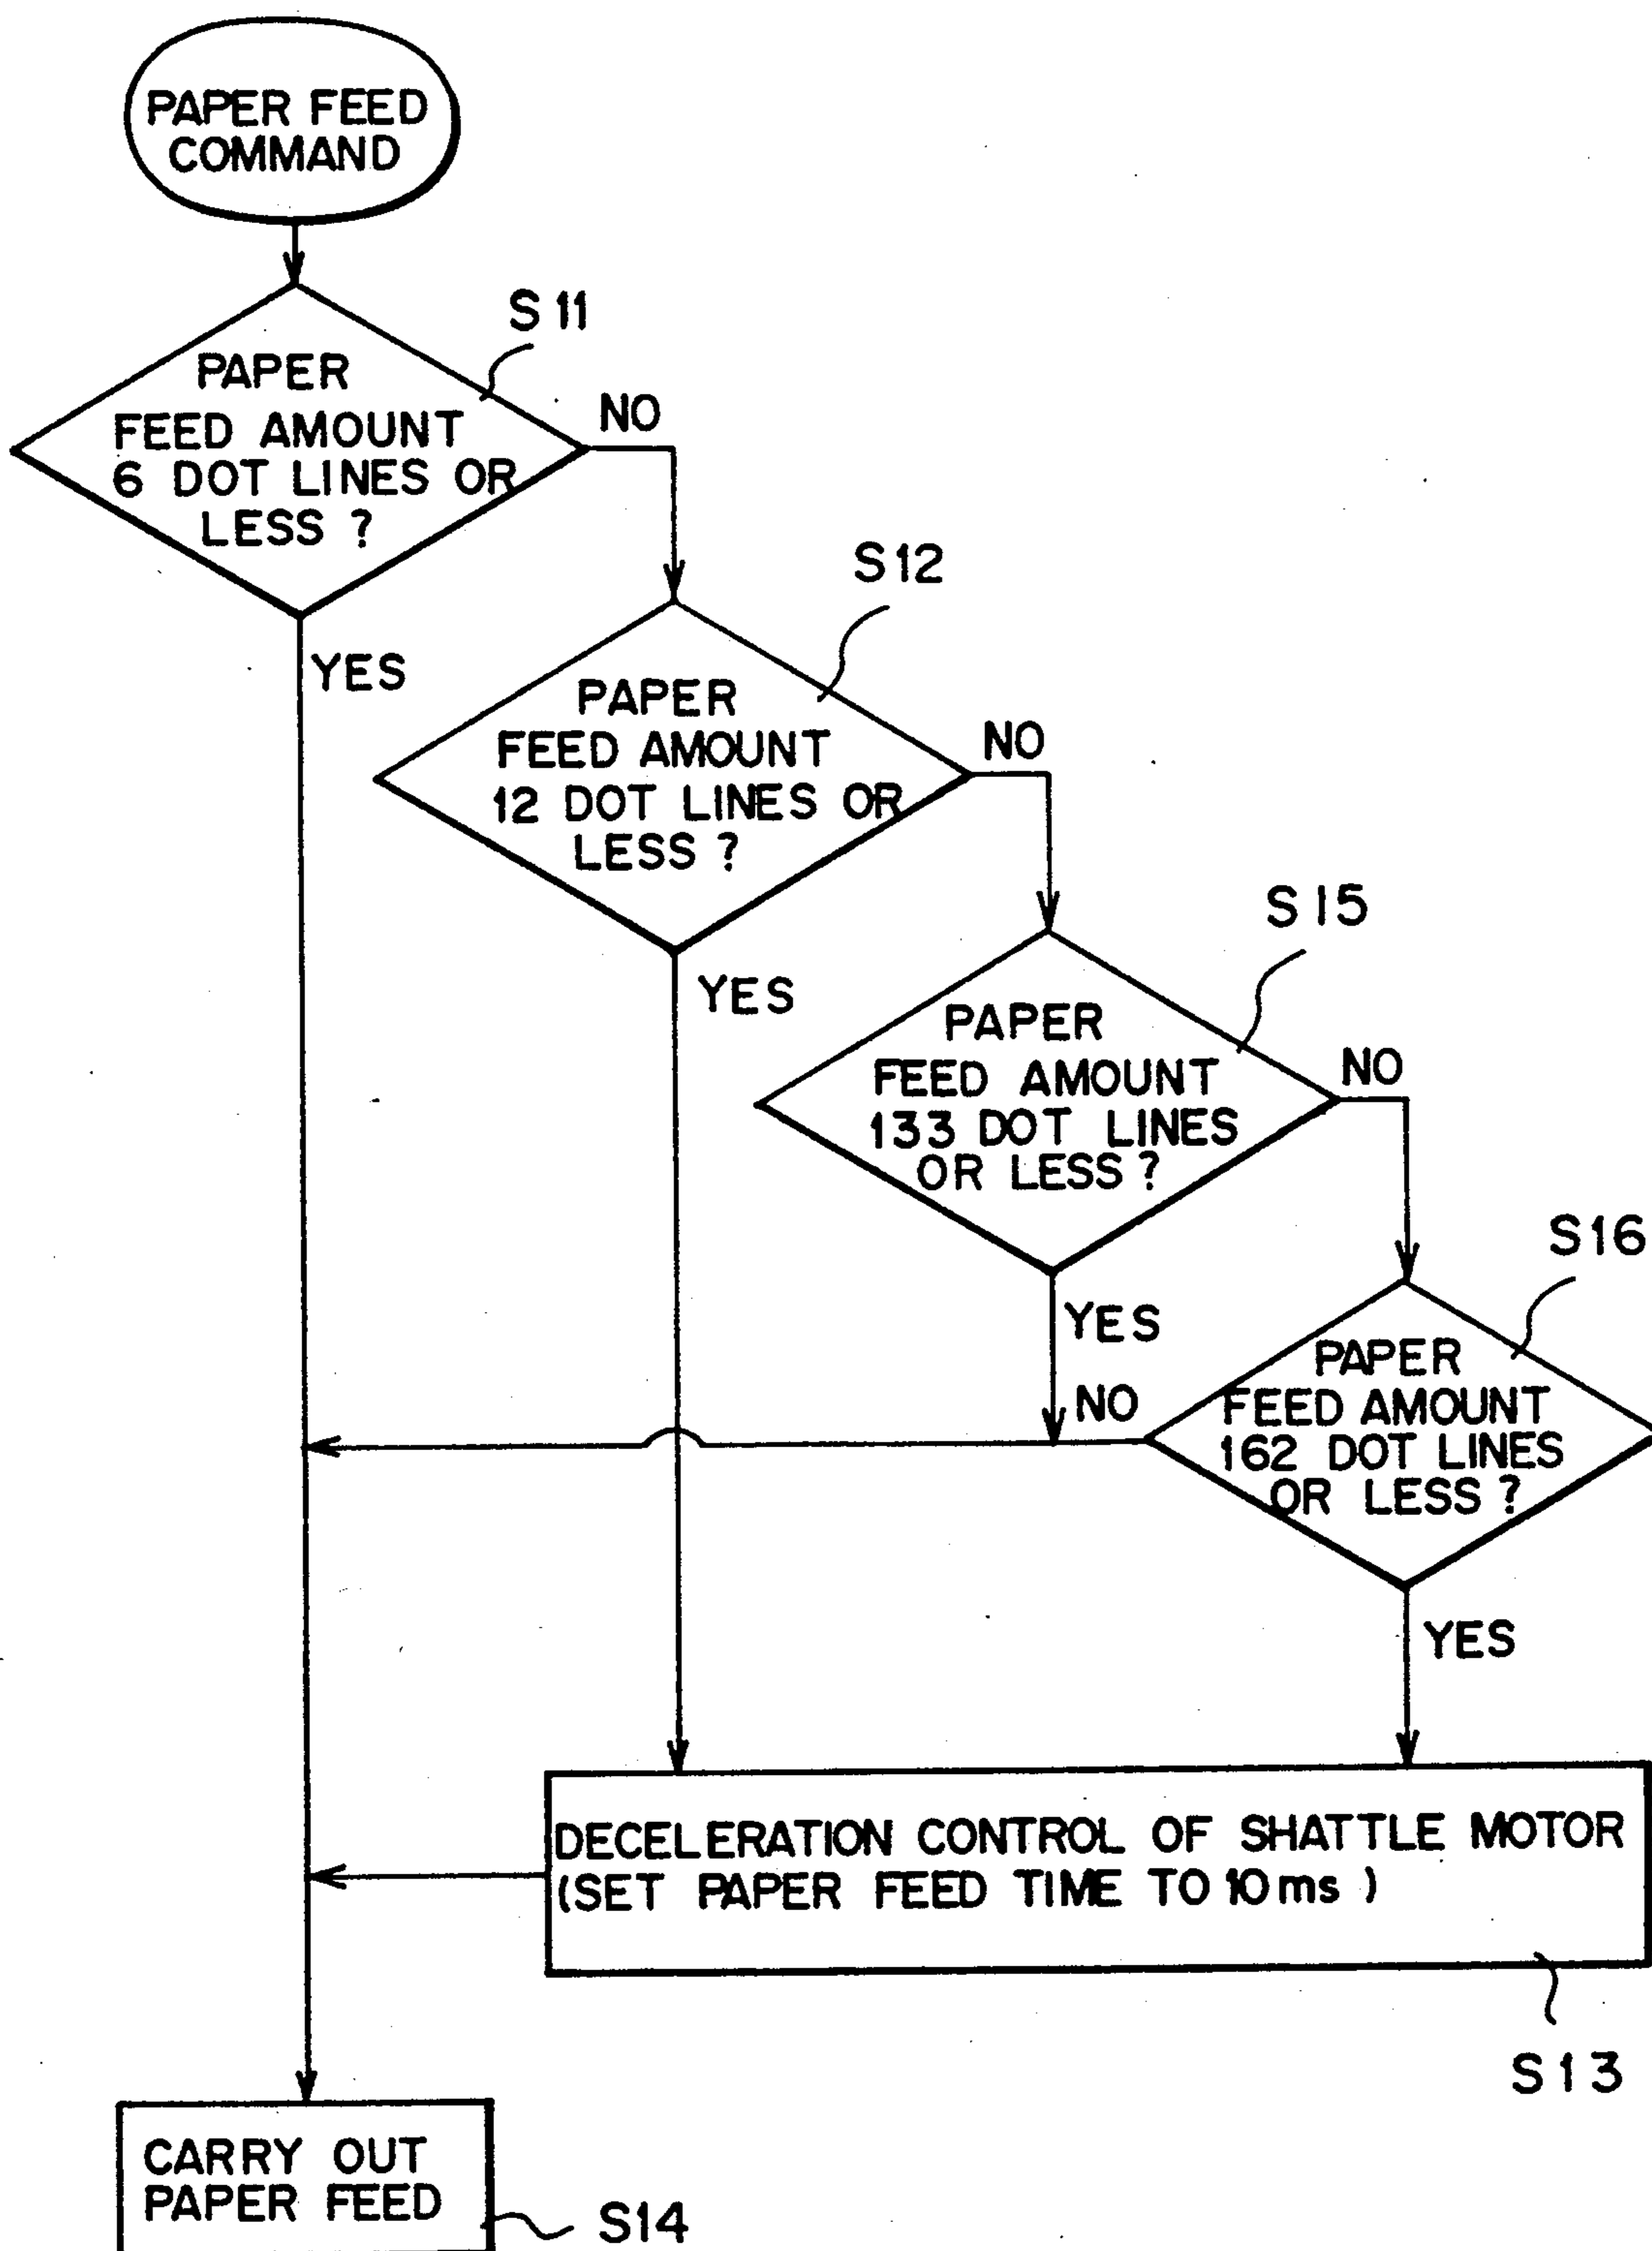 PAPER FEED
COMMAND
S11
PAPER
FEED AMOUNT
6 DOT LINES OR
LESS ?
NO
YES
S12
PAPER
FEED AMOUNT
12 DOT LINES OR
LESS ?
NO
YES
S15
PAPER
FEED AMOUNT
133 DOT LINES
OR LESS ?
NO
YES
S16
PAPER
FEED AMOUNT
162 DOT LINES
OR LESS ?
NO
YES
DECELERATION CONTROL OF SHATTLE MOTOR
(SET PAPER FEED TIME TO 10ms )
S13
CARRY OUT
PAPER FEED
S14